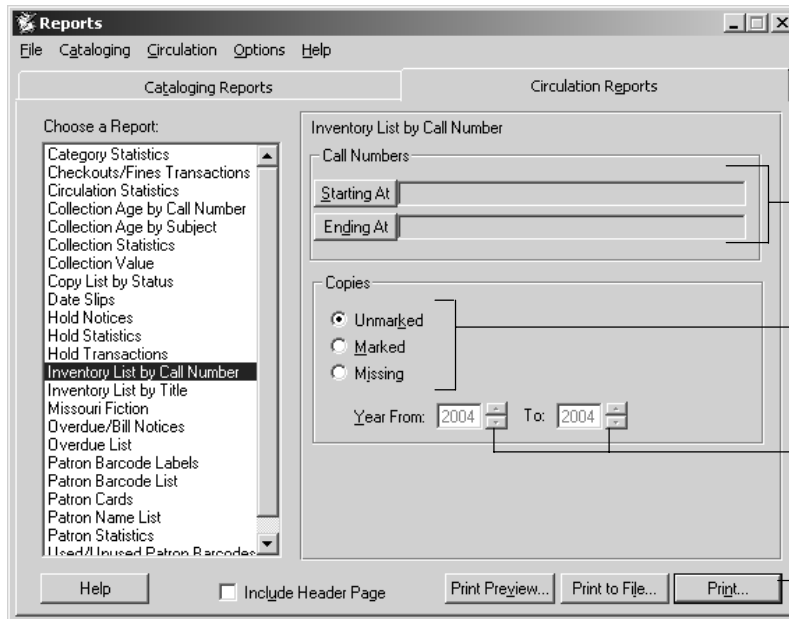 Reports
File Cataloging Circulation Options Help
Cataloging Reports Circulation Reports
Choose a Report:
Category Statistics
Checkouts/Fines Transactions
Circulation Statistics
Collection Age by Call Number
Collection Age by Subject
Collection Statistics
Collection Value
Copy List by Status
Date Slips
Hold Notices
Hold Statistics
Hold Transactions
Inventory List by Call Number
Inventory List by Title
Missouri Fiction
Overdue/Bill Notices
Overdue List
Patron Barcode Labels
Patron Barcode List
Patron Cards
Patron Name List
Patron Statistics
Used/Unused Patron Barcodes
Inventory List by Call Number
Call Numbers
Starting At
Ending At
Copies
Unmarked
Marked
Missing
Year From: 2004 To: 2004
Help Include Header Page Print Preview... Print to File... Print...